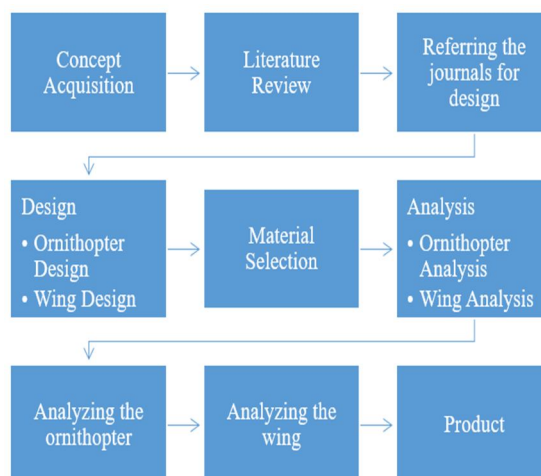 Concept
Acquisition
Literature
Review
Referring the
journals for
design
Design
• Ornithopter
Design
• Wing Design
Material
Selection
Analysis
• Ornithopter
Analysis
• Wing Analysis
Analyzing the
ornithopter
Analyzing the
wing
Product